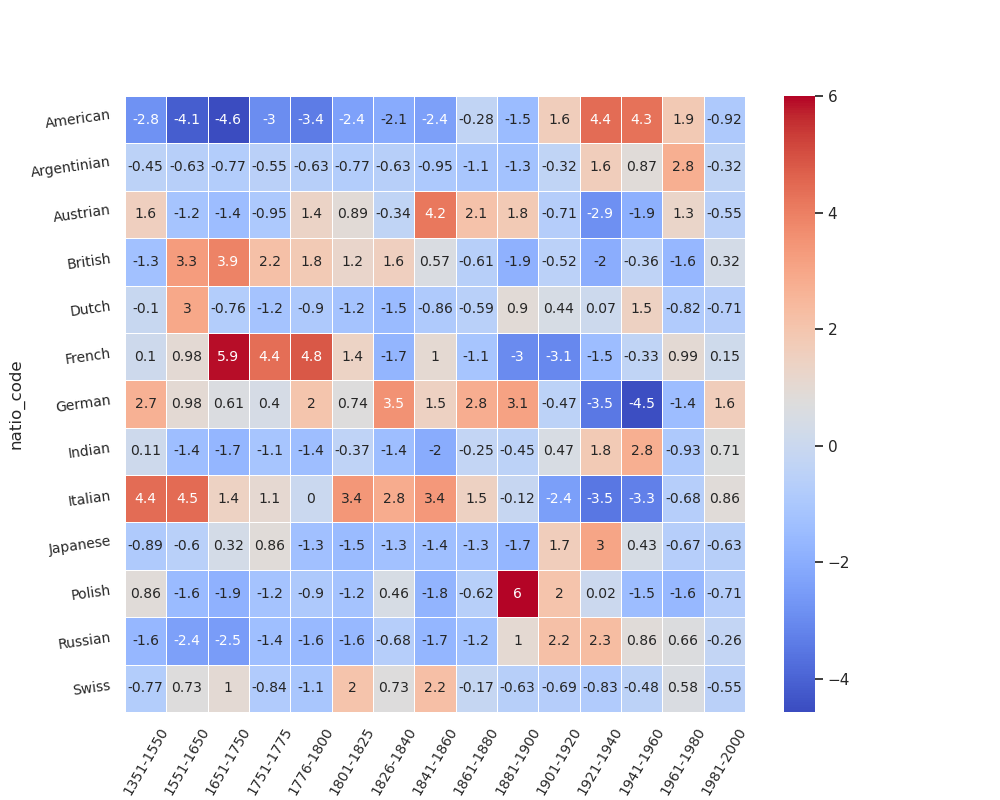 natio_code
American -2.8 -4.1 -4.6 -3 -3.4 -2.4 -2.1 -2.4 -0.28 -1.5 1.6 4.4 4.3 1.9 -0.92
Argentinian -0.45 -0.63 -0.77 -0.55 -0.63 -0.77 -0.63 -0.95 -1.1 -1.3 -0.32 1.6 0.87 2.8 -0.32
Austrian 1.6 -1.2 -1.4 -0.95 1.4 0.89 -0.34 4.2 2.1 1.8 -0.71 -2.9 -1.9 1.3 -0.55
British -1.3 3.3 3.9 2.2 1.8 1.2 1.6 0.57 -0.61 -1.9 -0.52 -2 -0.36 -1.6 0.32
Dutch -0.1 3 -0.76 -1.2 -0.9 -1.2 -1.5 -0.86 -0.59 0.9 0.44 0.07 1.5 -0.82 -0.71
French 0.1 0.98 5.9 4.4 4.8 1.4 -1.7 1 -1.1 -3 -3.1 -1.5 -0.33 0.99 0.15
German 2.7 0.98 0.61 0.4 2 0.74 3.5 1.5 2.8 3.1 -0.47 -3.5 -4.5 -1.4 1.6
Indian 0.11 -1.4 -1.7 -1.1 -1.4 -0.37 -1.4 -2 -0.25 -0.45 0.47 1.8 2.8 -0.93 0.71
Italian 4.4 4.5 1.4 1.1 0 3.4 2.8 3.4 1.5 -0.12 -2.4 -3.5 -3.3 -0.68 0.86
Japanese -0.89 -0.6 0.32 0.86 -1.3 -1.5 -1.3 -1.4 -1.3 -1.7 1.7 3 0.43 -0.67 -0.63
Polish 0.86 -1.6 -1.9 -1.2 -0.9 -1.2 0.46 -1.8 -0.62 6 2 0.02 -1.5 -1.6 -0.71
Russian -1.6 -2.4 -2.5 -1.4 -1.6 -1.6 -0.68 -1.7 -1.2 1 2.2 2.3 0.86 0.66 -0.26
Swiss -0.77 0.73 1 -0.84 -1.1 2 0.73 2.2 -0.17 -0.63 -0.69 -0.83 -0.48 0.58 -0.55
1351-1550 1551-1650 1651-1750 1751-1775 1776-1800 1801-1825 1826-1840 1841-1860 1861-1880 1881-1900 1901-1920 1921-1940 1941-1960 1961-1980 1981-2000
6
4
2
0
−2
−4